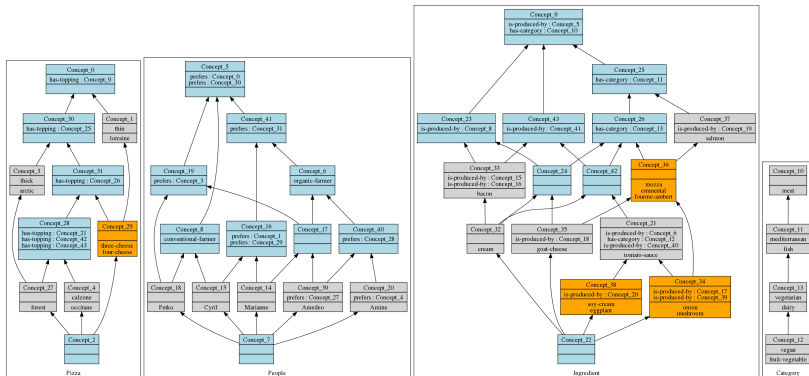 Concept_0
has-topping : Concept_9
Concept_30
has-topping : Concept_25
Concept_1
thin
lorraine
Concept_3
thick
arctic
Concept_31
has-topping : Concept_26
Concept_28
has-topping : Concept_21
has-topping : Concept_42
has-topping : Concept_43
Concept_29
three-cheese
four-cheese
Concept_27
forest
Concept_4
calzone
occitane
Concept_2
Pizza
Concept_5
prefers : Concept_0
prefers : Concept_30
Concept_41
prefers : Concept_31
Concept_19
prefers : Concept_3
Concept_6
organic-farmer
Concept_8
conventional-farmer
Concept_16
prefers : Concept_1
prefers : Concept_29
Concept_17
Concept_40
prefers : Concept_28
Concept_18
Petko
Concept_15
Cyril
Concept_14
Marianne
Concept_39
prefers : Concept_27
Amedeo
Concept_20
prefers : Concept_4
Amine
Concept_7
People
Concept_9
is-produced-by : Concept_5
has-category : Concept_10
Concept_25
has-category : Concept_11
Concept_23
is-produced-by : Concept_8
Concept_43
is-produced-by : Concept_41
Concept_26
has-category : Concept_13
Concept_37
is-produced-by : Concept_19
salmon
Concept_33
is-produced-by : Concept_15
is-produced-by : Concept_16
bacon
Concept_24
Concept_42
Concept_36
mozza
emmental
fourme-ambert
Concept_32
cream
Concept_35
is-produced-by : Concept_18
goat-cheese
Concept_21
is-produced-by : Concept_6
has-category : Concept_12
is-produced-by : Concept_40
tomato-sauce
Concept_38
is-produced-by : Concept_20
soy-cream
eggplant
Concept_34
is-produced-by : Concept_17
is-produced-by : Concept_39
onion
mushroom
Concept_22
Ingredient
Concept_10
meat
Concept_11
mediterranean
fish
Concept_13
vegetarian
dairy
Concept_12
vegan
fruit-vegetable
Category